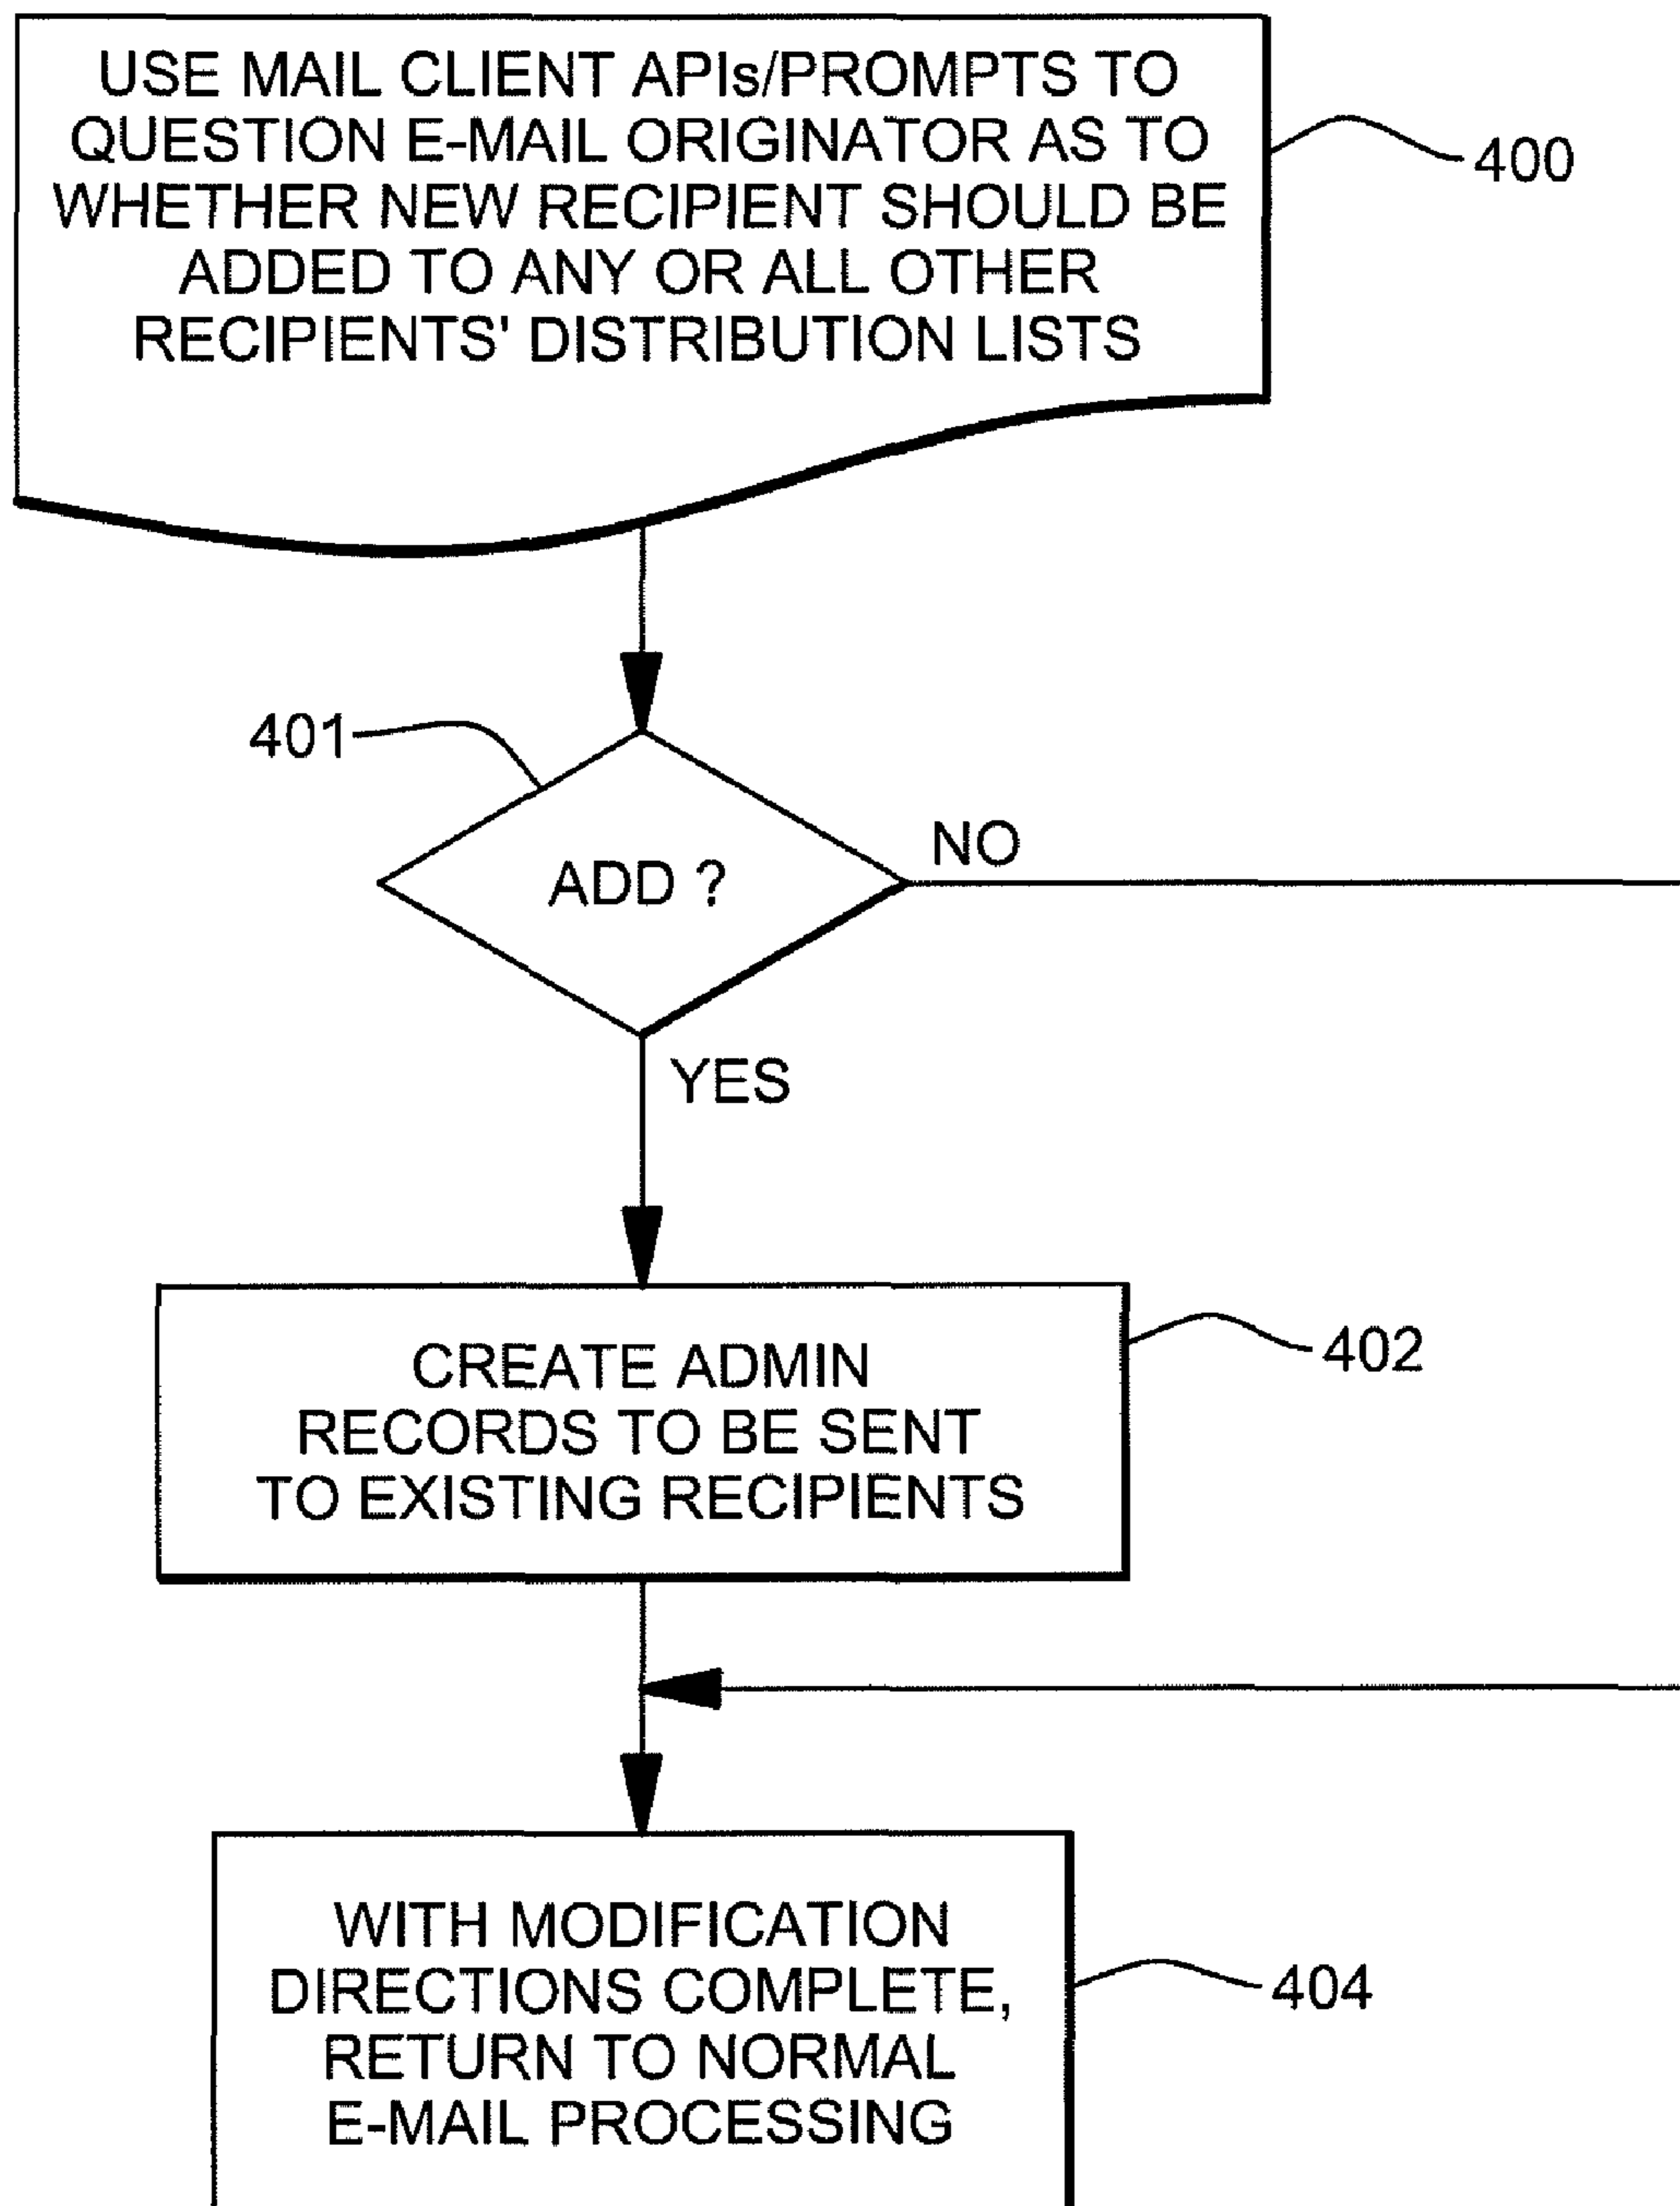 USE MAIL CLIENT APIs/PROMPTS TO
QUESTION E-MAIL ORIGINATOR AS TO
WHETHER NEW RECIPIENT SHOULD BE
ADDED TO ANY OR ALL OTHER
RECIPIENTS' DISTRIBUTION LISTS
400
401
ADD ?
NO
YES
CREATE ADMIN
RECORDS TO BE SENT
TO EXISTING RECIPIENTS
402
WITH MODIFICATION
DIRECTIONS COMPLETE,
RETURN TO NORMAL
E-MAIL PROCESSING
404